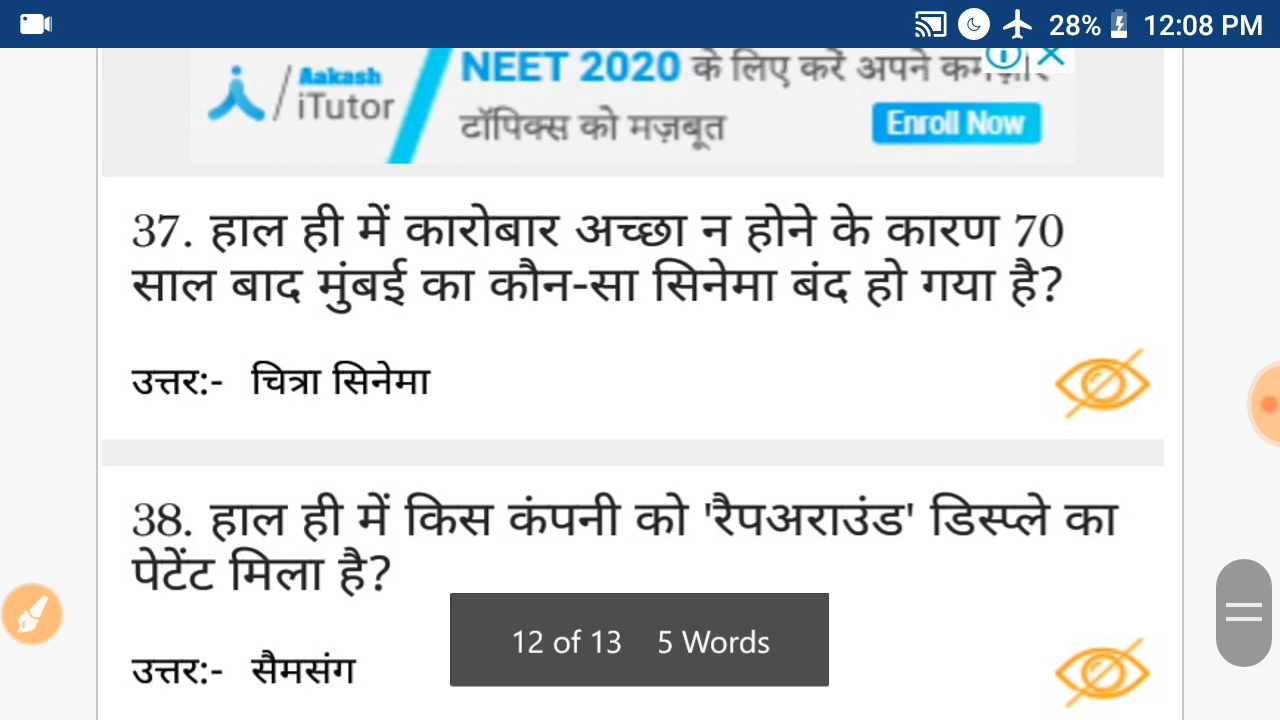 28% 12:08 PM
Aakash
iTutor
NEET 2020 के लिए करें अपने
टॉपिक्स को मज़बूत
Enroll Now
37. हाल ही में कारोबार अच्छा न होने के कारण 70
साल बाद मुंबई का कौन-सा सिनेमा बंद हो गया है?
उत्तर:- चित्रा सिनेमा
38. हाल ही में किस कंपनी को 'रैपअराउंड' डिस्प्ले का
पेटेंट मिला है?
12 of 13 5 Words
उत्तर:- सैमसंग